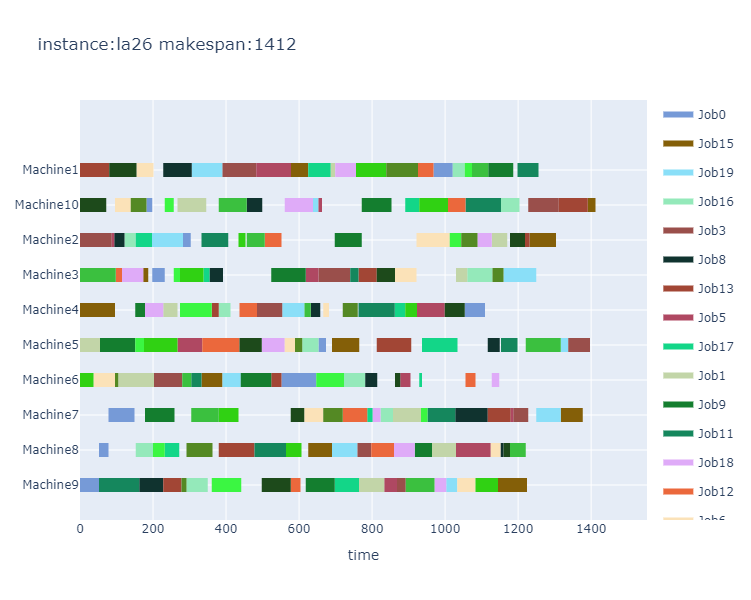 instance:la26 makespan:1412
Machine1
Machine10
Machine2
Machine3
Machine4
Machine5
Machine6
Machine7
Machine8
Machine9
0 200 400 600 800 1000 1200 1400
time
Job0
Job15
Job19
Job16
Job3
Job8
Job13
Job5
Job17
Job1
Job9
Job11
Job18
Job12
Job6